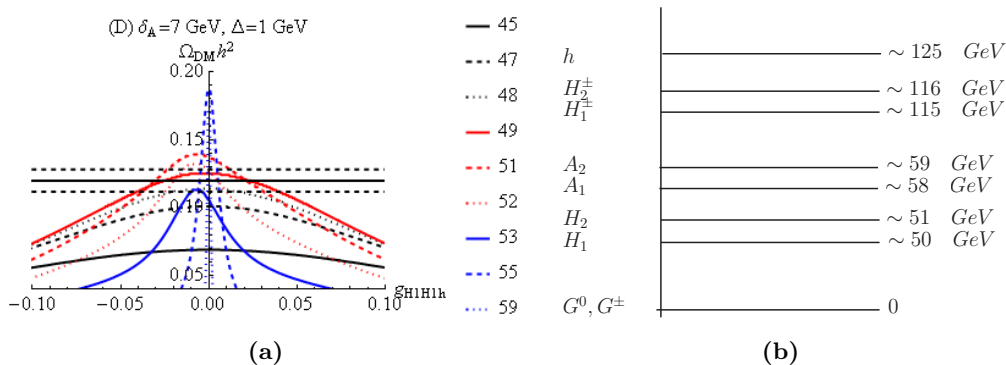 (D) δ_A=7 GeV, Δ=1 GeV
Ω_DM h²
0.20
0.15
0.10
0.05
−0.10 −0.05 0.00 0.05 0.10
g_H1H1h
45
47
48
49
51
52
53
55
59
(a)
h ∼ 125 GeV
H_2^± ∼ 116 GeV
H_1^± ∼ 115 GeV
A_2 ∼ 59 GeV
A_1 ∼ 58 GeV
H_2 ∼ 51 GeV
H_1 ∼ 50 GeV
G^0, G^± 0
(b)